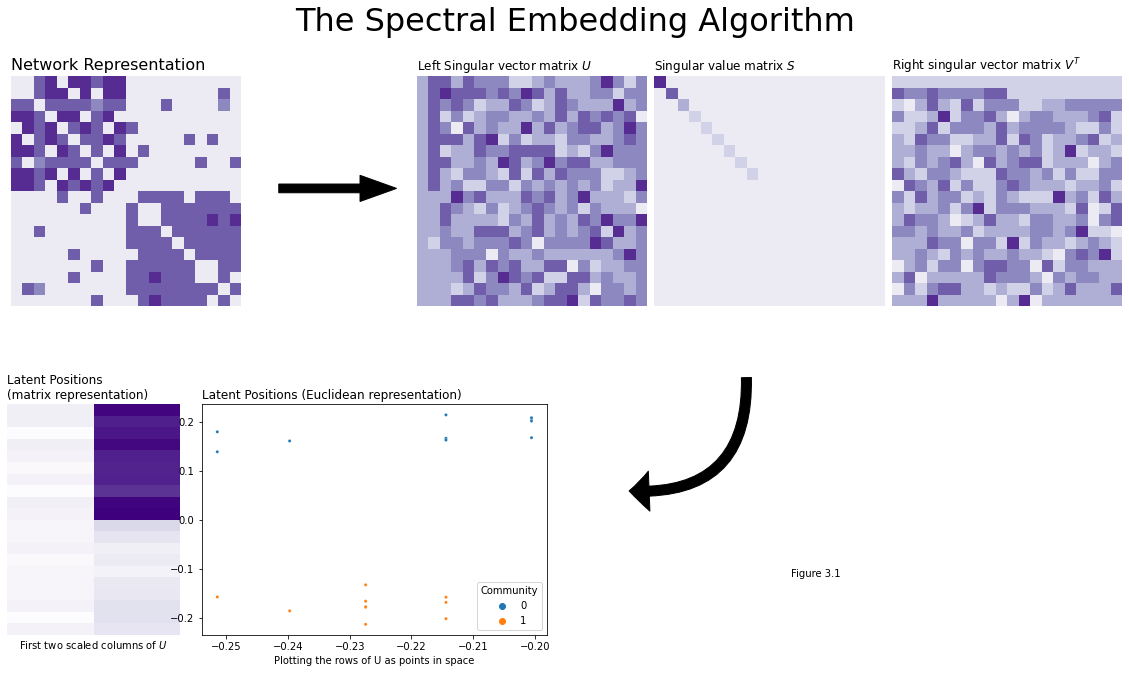 The Spectral Embedding Algorithm
Network Representation
Left Singular vector matrix U
Singular value matrix S
Right singular vector matrix V^T
Latent Positions
(matrix representation)
First two scaled columns of U
Latent Positions (Euclidean representation)
0.2
0.1
0.0
−0.1
−0.2
Community
0
1
−0.25
−0.24
−0.23
−0.22
−0.21
−0.20
Plotting the rows of U as points in space
Figure 3.1